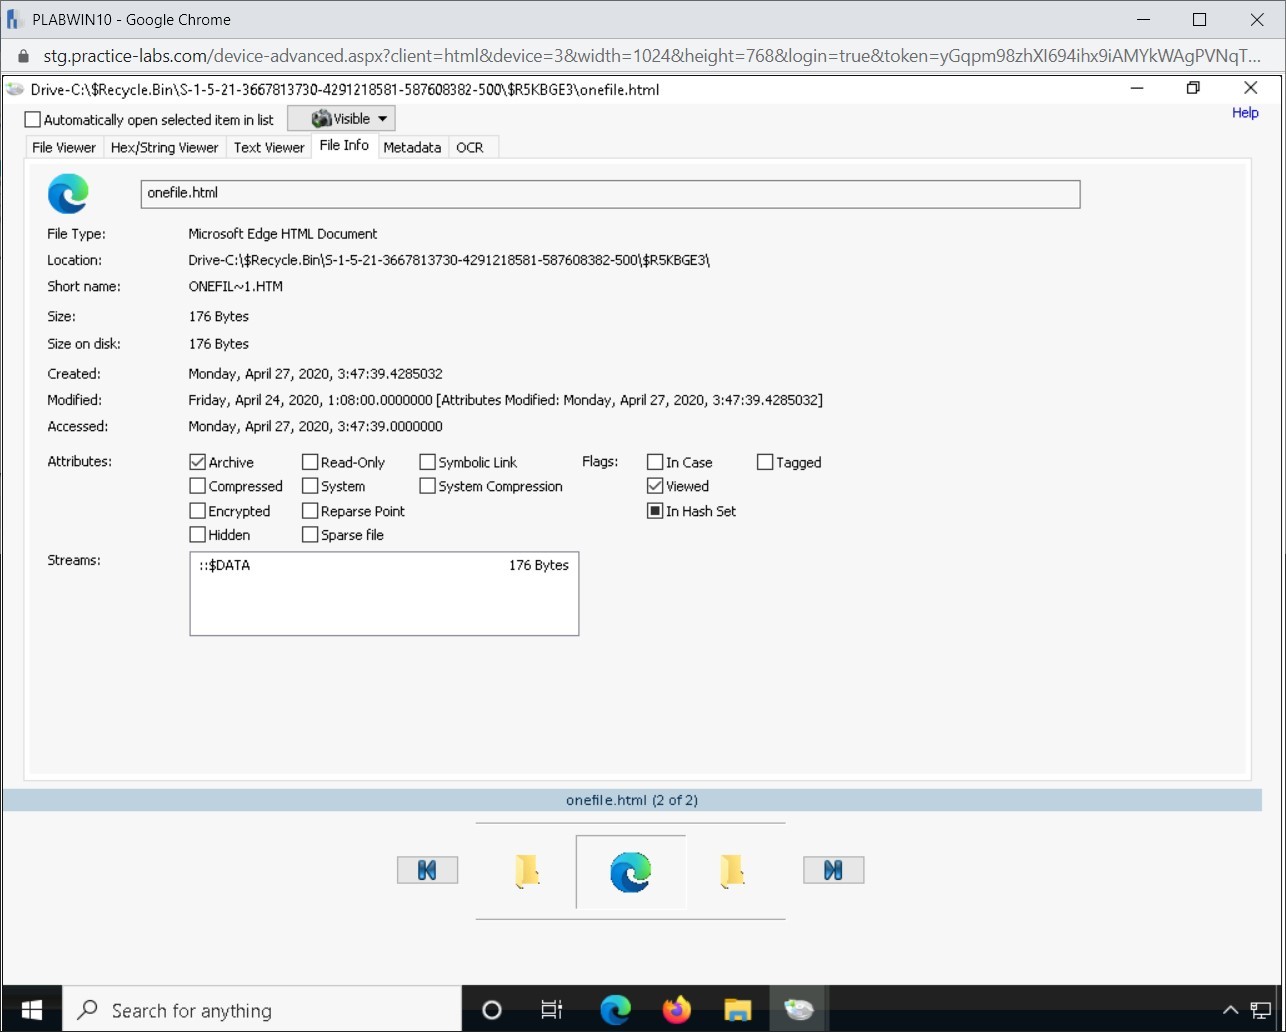 PLABWIN10 - Google Chrome
stg.practice-labs.com/device-advanced.aspx?client=html&device=3&width=1024&height=768&login=true&token=yGqpm98zhXI694ihx9iAMYkWAgPVNqT...
Drive-C:\$Recycle.Bin\S-1-5-21-3667813730-4291218581-587608382-500\$R5KBGE3\onefile.html
Automatically open selected item in list Visible Help
File Viewer Hex/String Viewer Text Viewer File Info Metadata OCR
onefile.html
File Type: Microsoft Edge HTML Document
Location: Drive-C:\$Recycle.Bin\S-1-5-21-3667813730-4291218581-587608382-500\$R5KBGE3\
Short name: ONEFIL~1.HTM
Size: 176 Bytes
Size on disk: 176 Bytes
Created: Monday, April 27, 2020, 3:47:39.4285032
Modified: Friday, April 24, 2020, 1:08:00.0000000 [Attributes Modified: Monday, April 27, 2020, 3:47:39.4285032]
Accessed: Monday, April 27, 2020, 3:47:39.0000000
Attributes: Archive Read-Only Symbolic Link Flags: In Case Tagged
Compressed System System Compression Viewed
Encrypted Reparse Point In Hash Set
Hidden Sparse file
Streams: ::$DATA 176 Bytes
onefile.html (2 of 2)
Search for anything